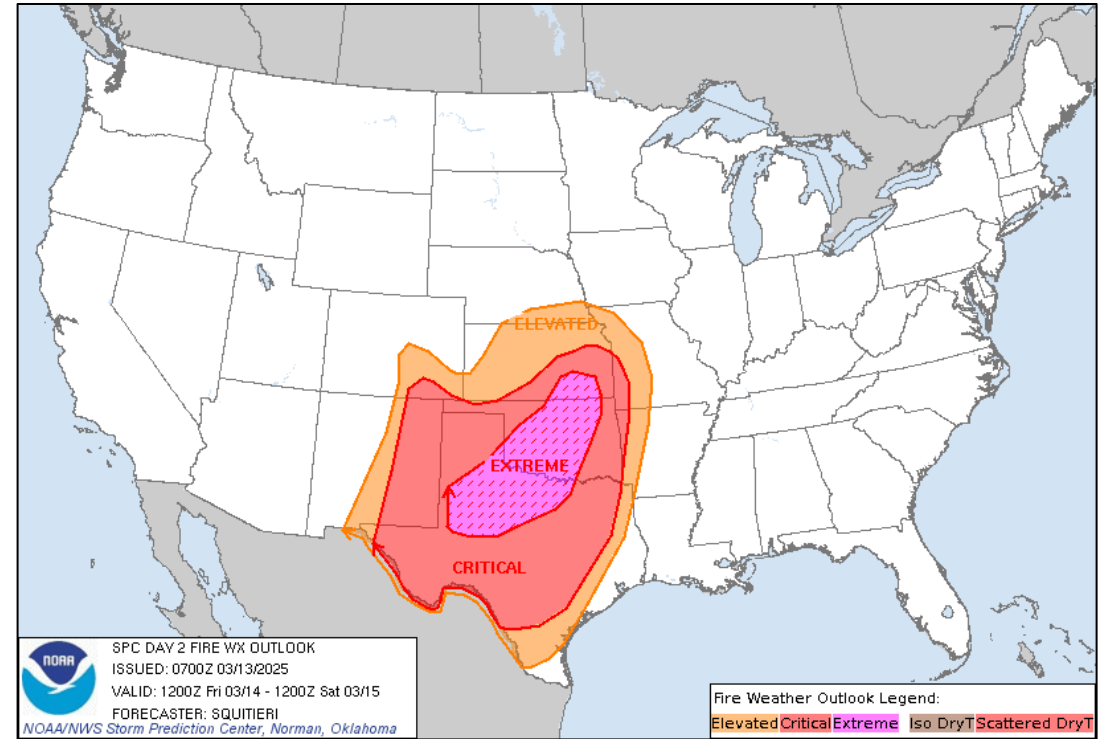 ELEVATED
EXTREME
CRITICAL
NOAA
SPC DAY 2 FIRE WX OUTLOOK
ISSUED: 0700Z 03/13/2025
VALID: 1200Z Fri 03/14 - 1200Z Sat 03/15
FORECASTER: SQUITIERI
NOAA/NWS Storm Prediction Center, Norman, Oklahoma
Fire Weather Outlook Legend:
Elevated Critical Extreme Iso DryT Scattered DryT